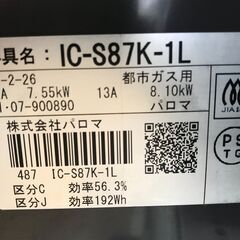 具名： IC-S87K-1L
-2-26 都市ガス用
A 7.55kW 13A 8.10kW
・07-900890 パロマ
株式会社パロマ
487 IC-S87K-1L
区分C 効率56.3%
区分J 効率192Wh
JIA
PS
TG